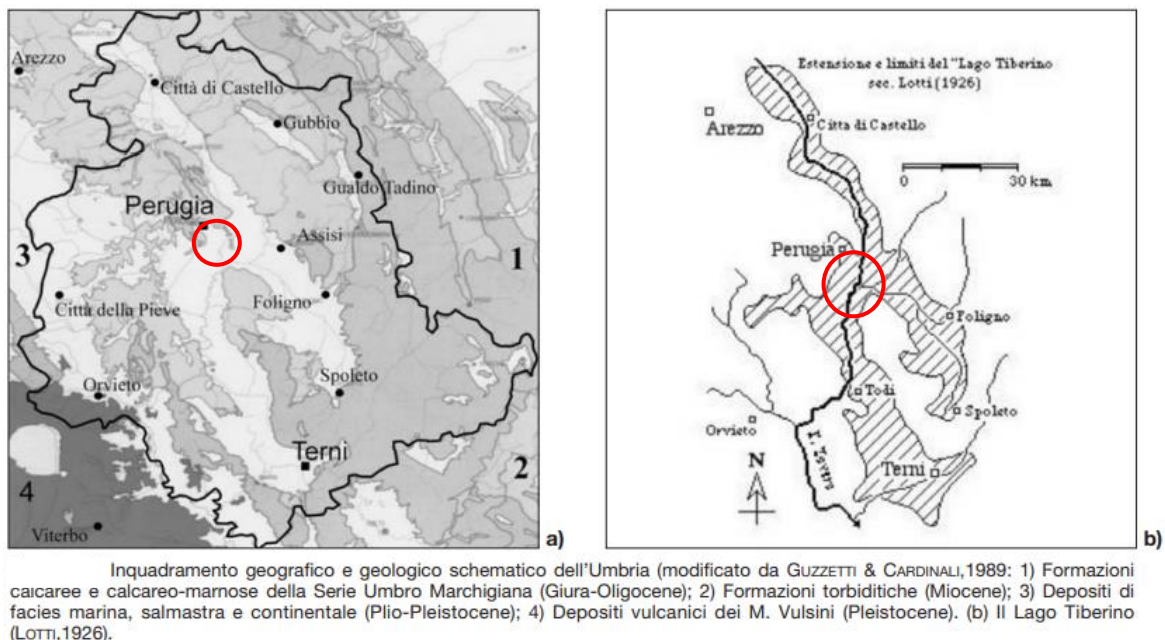 Arezzo
Città di Castello
Gubbio
Gualdo Tadino
Perugia
Assisi
3
1
Foligno
Città della Pieve
Orvieto
Spoleto
Terni
2
4
Viterbo
a)
Estensione e limiti del "Lago Tiberino
sec. Lotti (1926)
Arezzo
Citta di Castello
0 30 km
Perugia
Foligno
Todi
Spoleto
Orvieto
F. Tevere
N
Terni
b)
Inquadramento geografico e geologico schematico dell'Umbria (modificato da GUZZETTI & CARDINALI,1989: 1) Formazioni
calcaree e calcareo-marnose della Serie Umbro Marchigiana (Giura-Oligocene); 2) Formazioni torbiditiche (Miocene); 3) Depositi di
facies marina, salmastra e continentale (Plio-Pleistocene); 4) Depositi vulcanici dei M. Vulsini (Pleistocene). (b) Il Lago Tiberino
(LOTTI,1926).